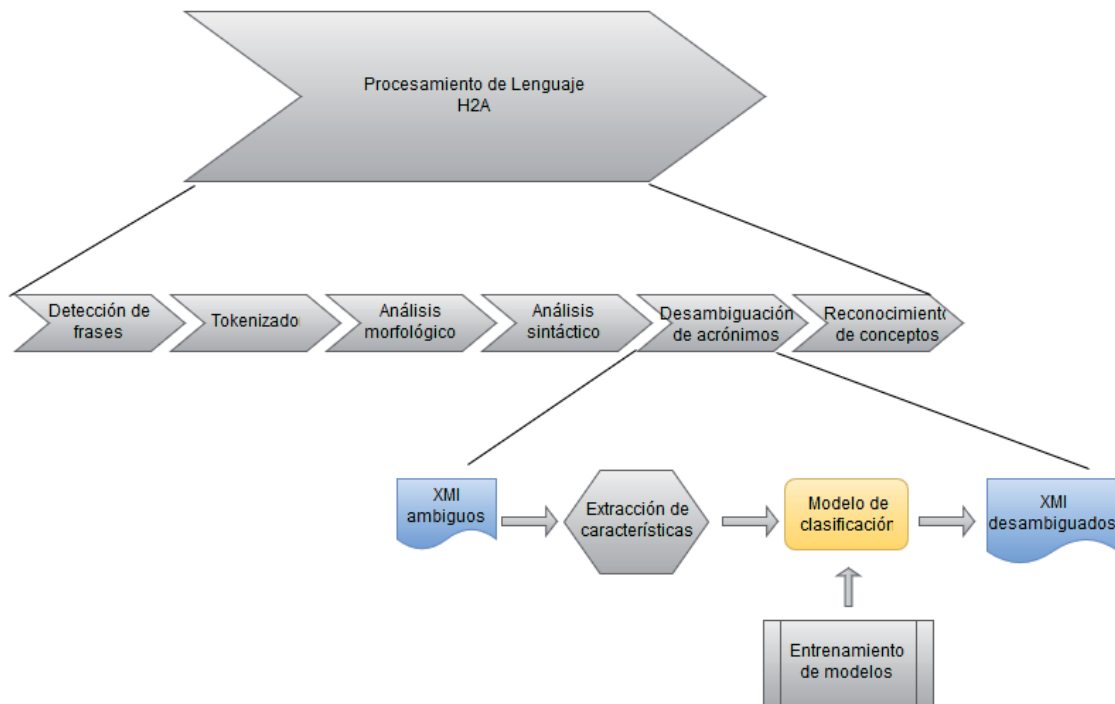 Procesamiento de Lenguaje
H2A
Detección de
frases
Tokenizado
Análisis
morfológico
Análisis
sintáctico
Desambiguación
de acrónimos
Reconocimiento
de conceptos
XMI
ambiguos
Extracción de
características
Modelo de
clasificación
XMI
desambiguados
Entrenamiento
de modelos